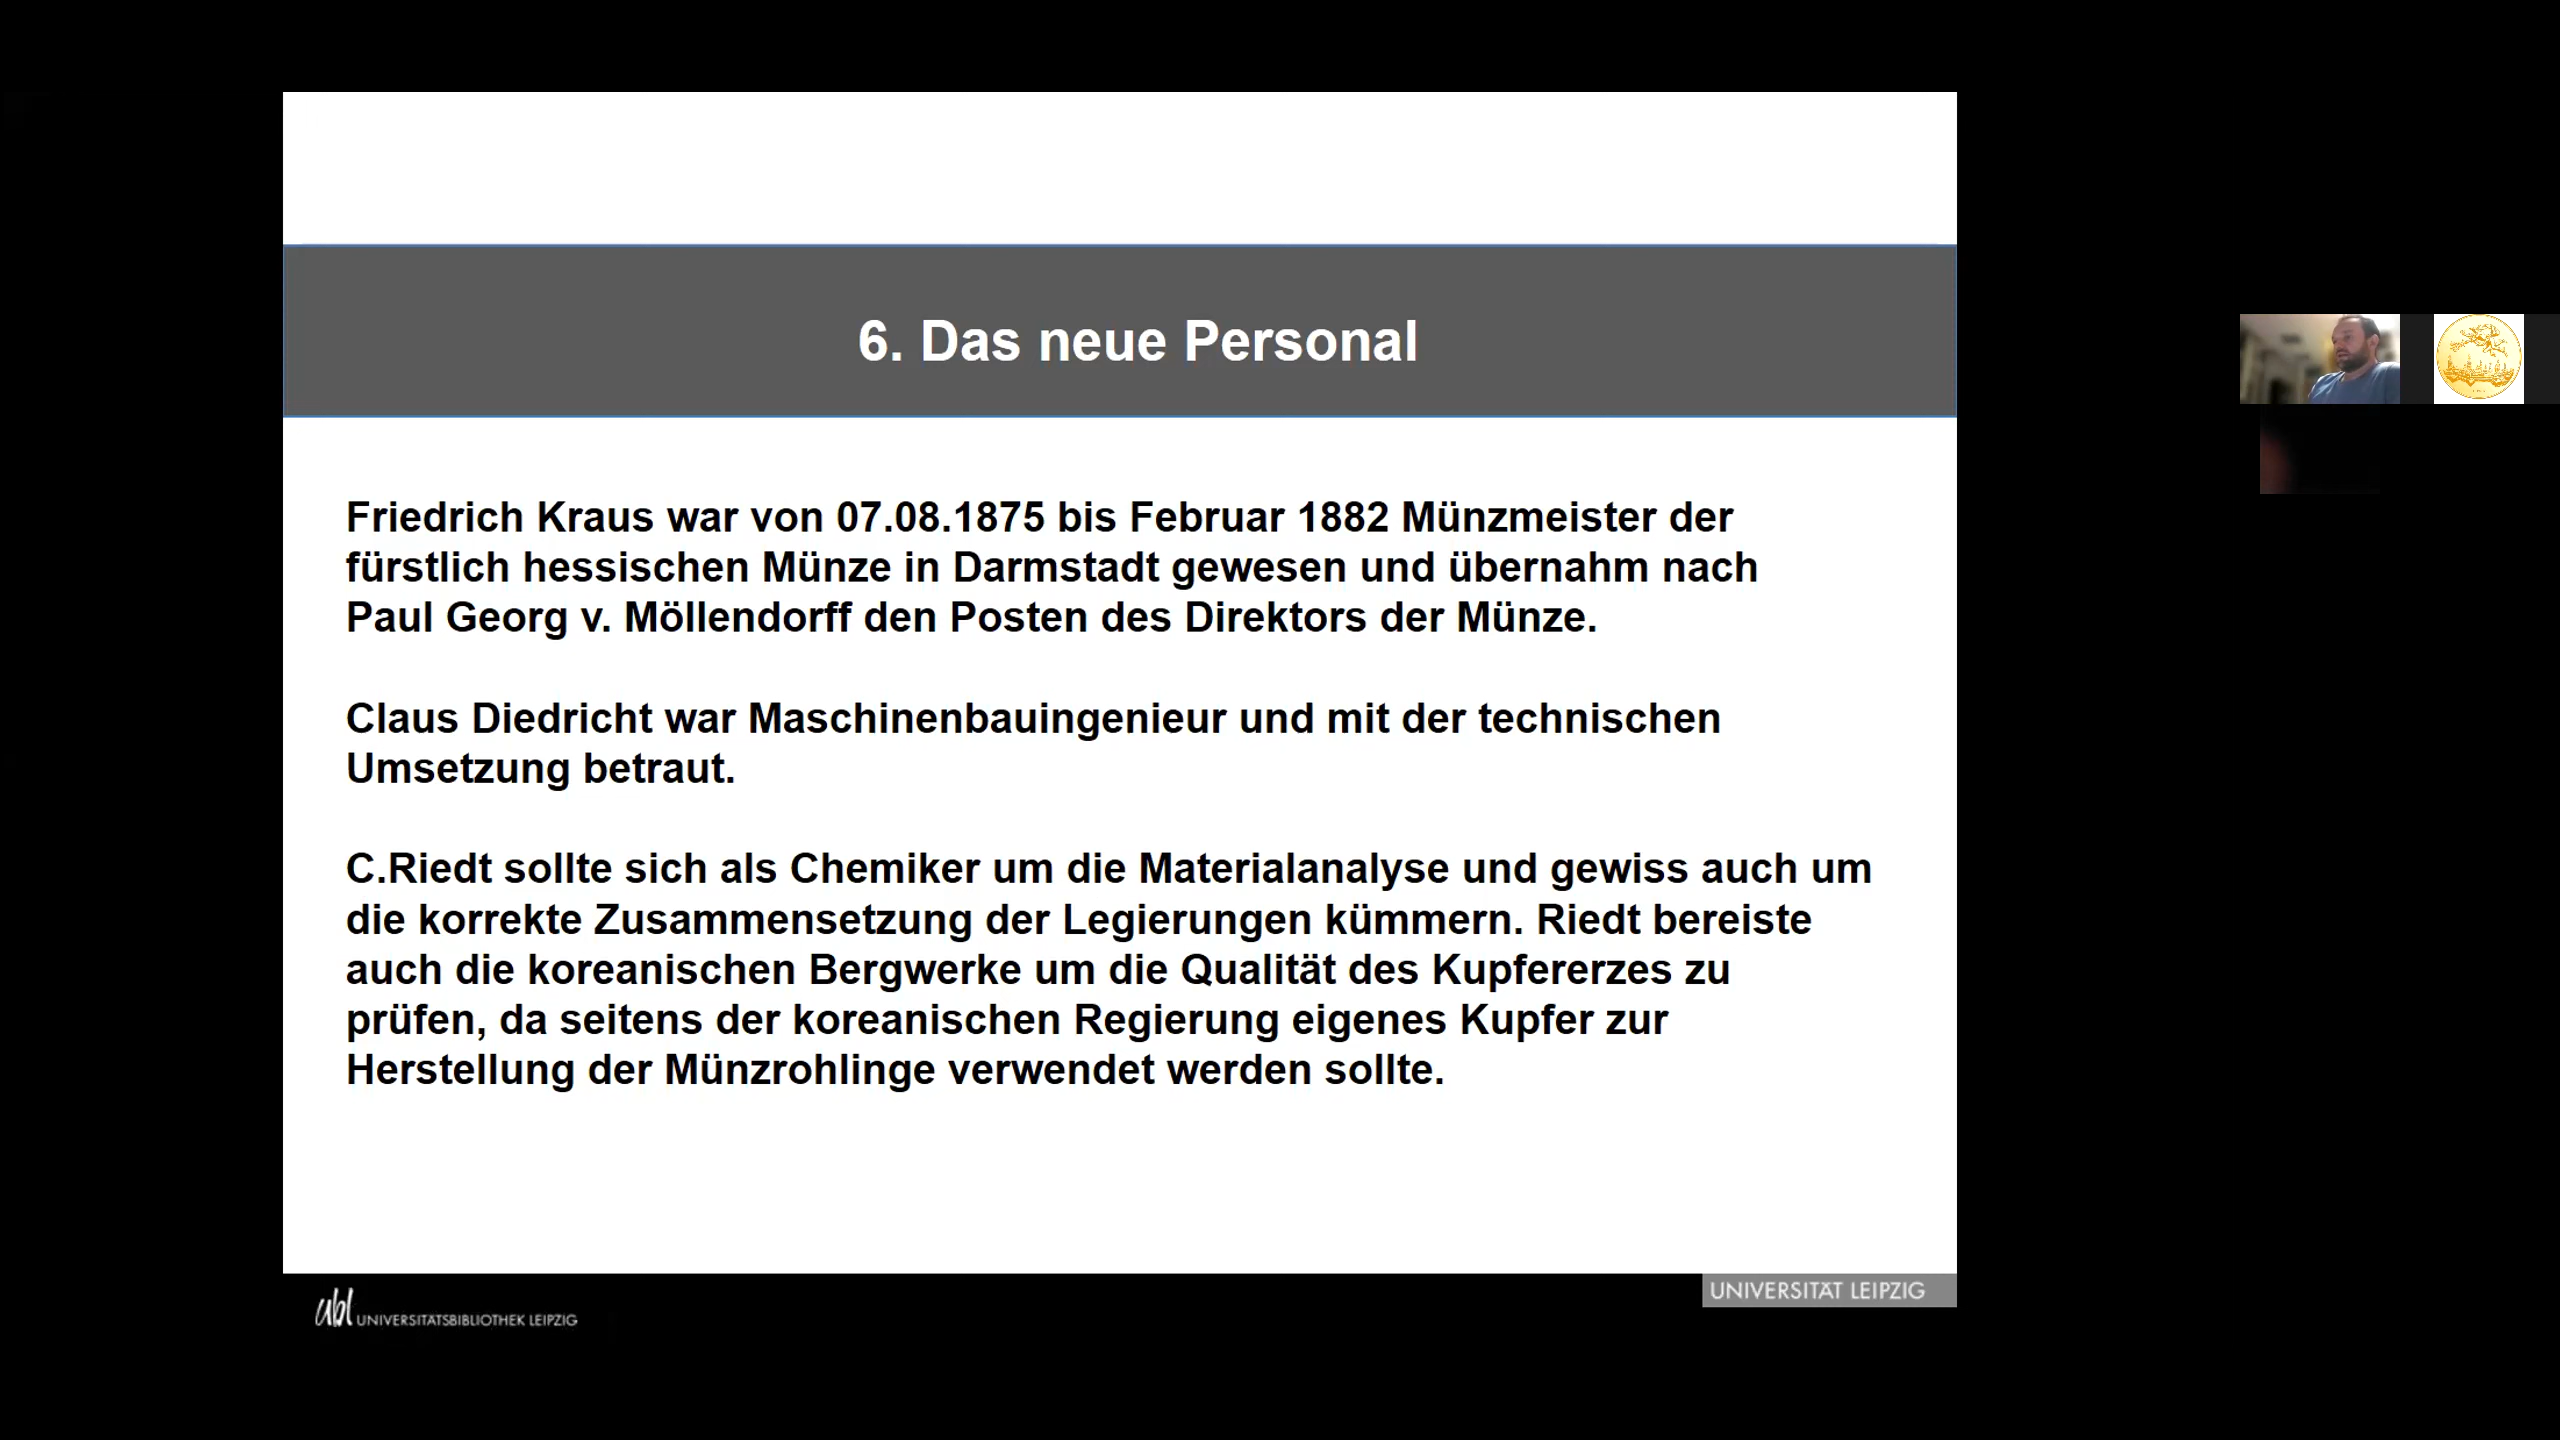 6. Das neue Personal
Friedrich Kraus war von 07.08.1875 bis Februar 1882 Münzmeister der
fürstlich hessischen Münze in Darmstadt gewesen und übernahm nach
Paul Georg v. Möllendorff den Posten des Direktors der Münze.
Claus Diedricht war Maschinenbauingenieur und mit der technischen
Umsetzung betraut.
C.Riedt sollte sich als Chemiker um die Materialanalyse und gewiss auch um
die korrekte Zusammensetzung der Legierungen kümmern. Riedt bereiste
auch die koreanischen Bergwerke um die Qualität des Kupfererzes zu
prüfen, da seitens der koreanischen Regierung eigenes Kupfer zur
Herstellung der Münzrohlinge verwendet werden sollte.
UNIVERSITÄT LEIPZIG
ubl UNIVERSITÄTSBIBLIOTHEK LEIPZIG